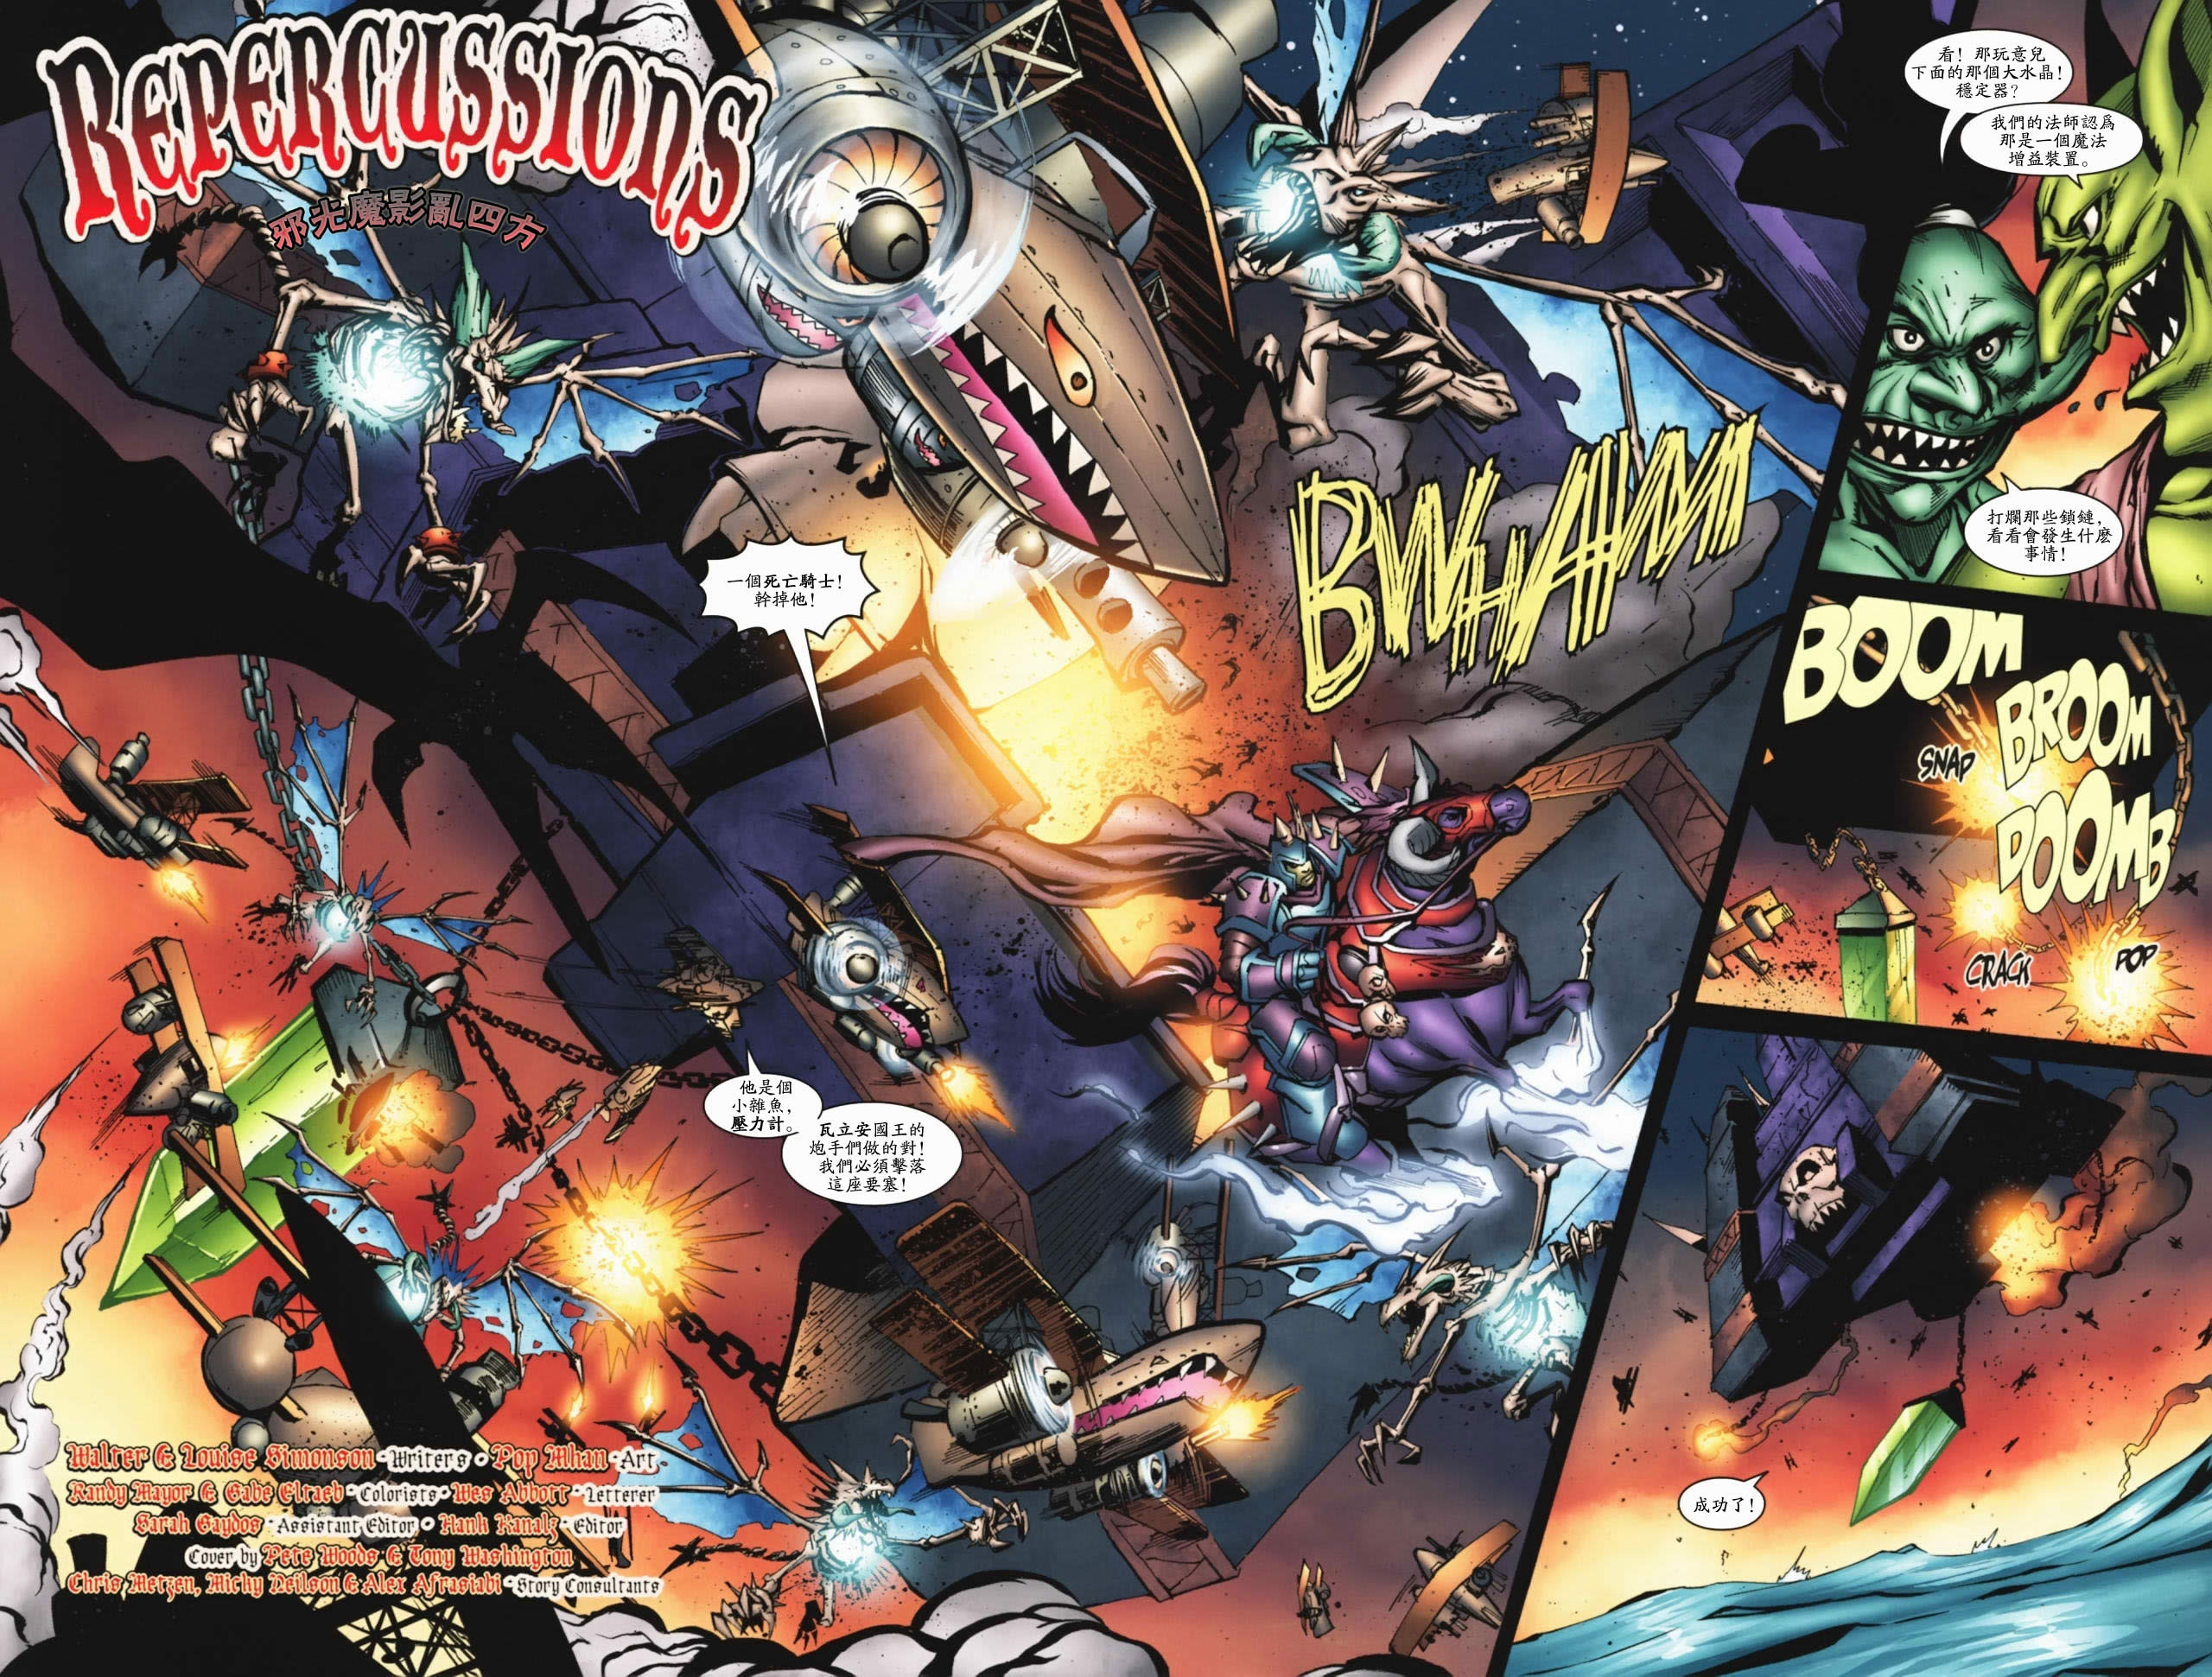 REPERCUSSIONS
邪光魔影亂四方
一個死亡騎士！
幹掉他！
BWHAMM
他是個
小雜魚，
壓力計。
瓦立安國王的
炮手們做的對！
我們必須擊落
這座要塞！
Walter & Louise Simonson - Writers • Pop Mhan - Art
Randy Mayor & Gabe Eltaeb - Colorists - Wes Abbott - Letterer
Sarah Gaydos - Assistant Editor • Hank Kanalz - Editor
Cover by Pete Woods & Tony Washington
Chris Metzen, Micky Neilson & Alex Afrasiabi - Story Consultants
看！那玩意兒
下面的那個大水晶！
穩定器？
我們的法師認爲
那是一個魔法
增益裝置。
打爛那些鎖鏈，
看看會發生什麽
事情！
BOOM
BROOM
SNAP
DOOMB
CRACK
POP
成功了！